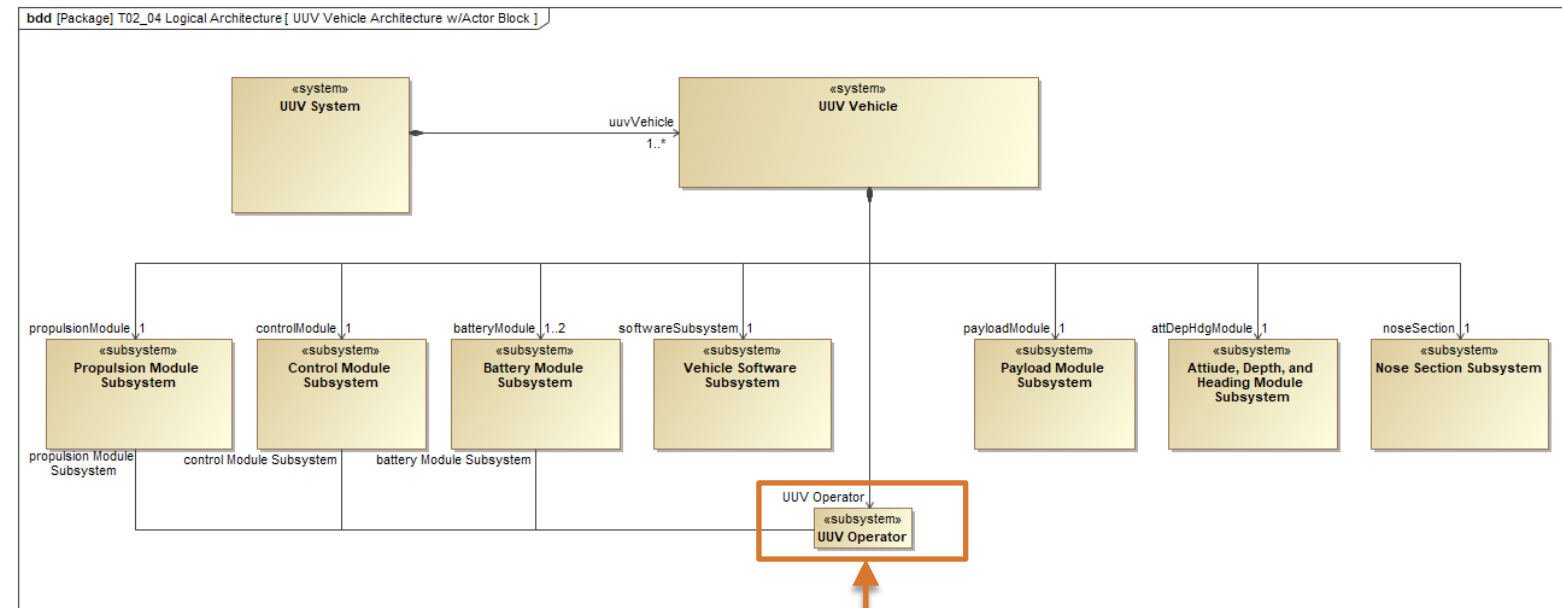 bdd [Package] T02_04 Logical Architecture [ UUV Vehicle Architecture w/Actor Block ]
«system»
UUV System
«system»
UUV Vehicle
uuvVehicle
1..*
propulsionModule 1
controlModule 1
batteryModule 1..2
softwareSubsystem 1
payloadModule 1
attDepHdgModule 1
noseSection 1
«subsystem»
Propulsion Module
Subsystem
«subsystem»
Control Module
Subsystem
«subsystem»
Battery Module
Subsystem
«subsystem»
Vehicle Software
Subsystem
«subsystem»
Payload Module
Subsystem
«subsystem»
Attiude, Depth, and
Heading Module
Subsystem
«subsystem»
Nose Section Subsystem
propulsion Module
Subsystem
control Module Subsystem
battery Module Subsystem
UUV Operator
«subsystem»
UUV Operator